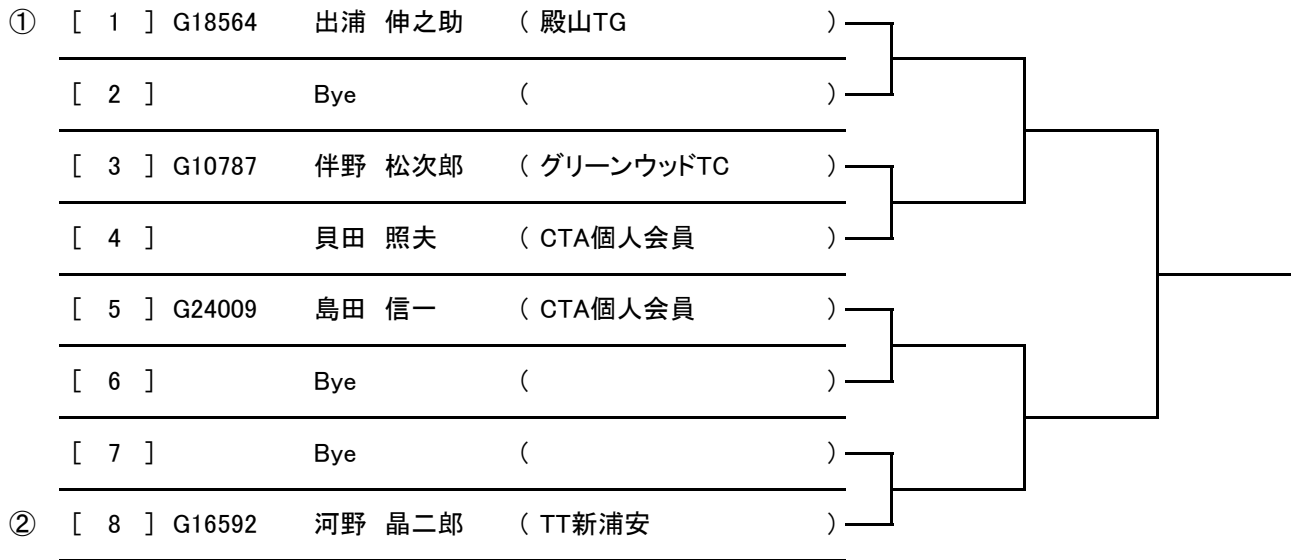 ① [ 1 ] G18564 出浦 伸之助 ( 殿山TG )
[ 2 ] Bye ( )
[ 3 ] G10787 伴野 松次郎 ( グリーンウッドTC )
[ 4 ] 貝田 照夫 ( CTA個人会員 )
[ 5 ] G24009 島田 信一 ( CTA個人会員 )
[ 6 ] Bye ( )
[ 7 ] Bye ( )
② [ 8 ] G16592 河野 晶二郎 ( TT新浦安 )